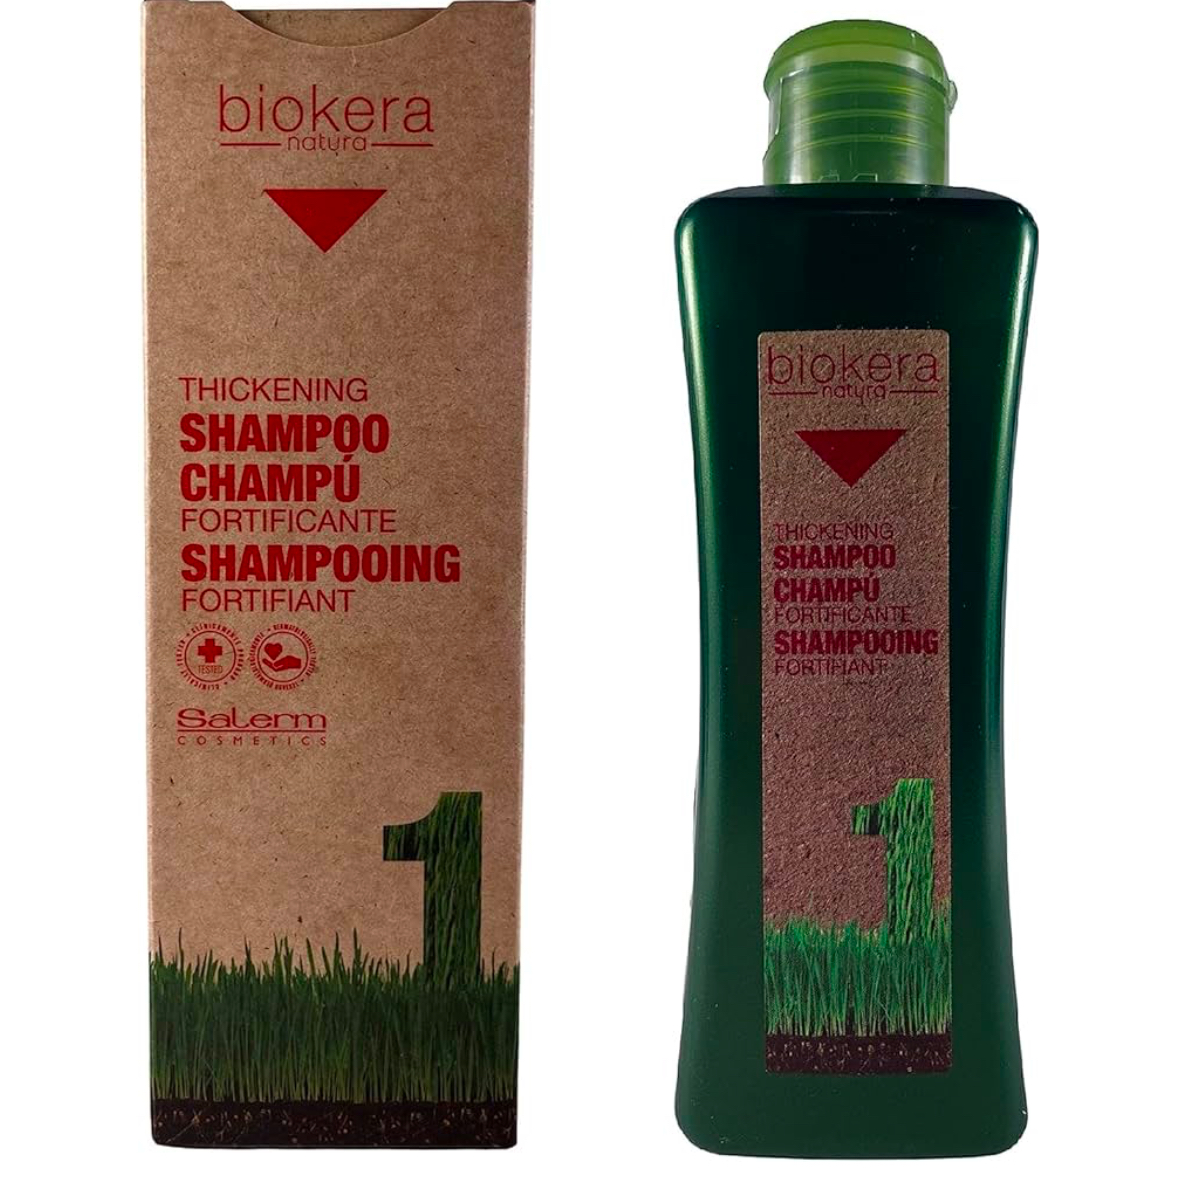 biokera
natura
THICKENING
SHAMPOO
CHAMPÚ
FORTIFICANTE
SHAMPOOING
FORTIFIANT
TESTED
Salerm
COSMETICS
1
biokera
natura
THICKENING
SHAMPOO
CHAMPÚ
FORTIFICANTE
SHAMPOOING
FORTIFIANT
1